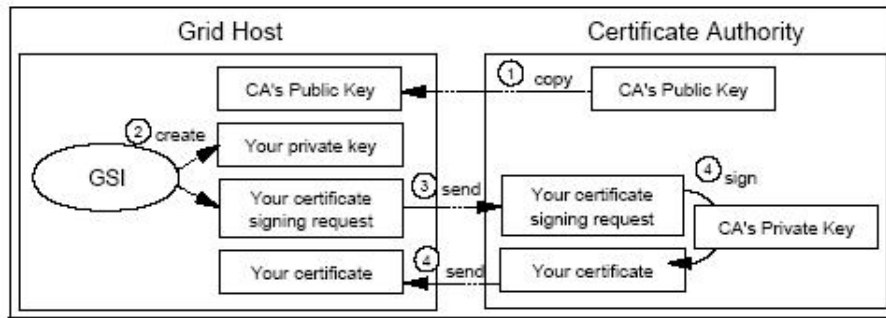 Grid Host
Certificate Authority
CA's Public Key
1 copy
CA's Public Key
2 create
Your private key
GSI
Your certificate
signing request
3 send
Your certificate
signing request
4 sign
CA's Private Key
Your certificate
4 send
Your certificate